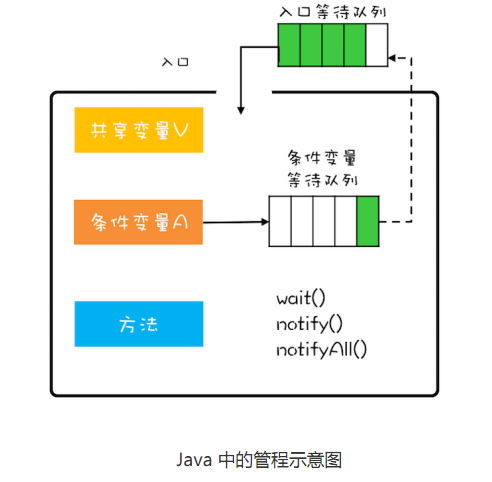 入口等待队列
入口
共享变量V
条件变量
等待队列
条件变量A
方法
wait()
notify()
notifyAll()
Java 中的管程示意图